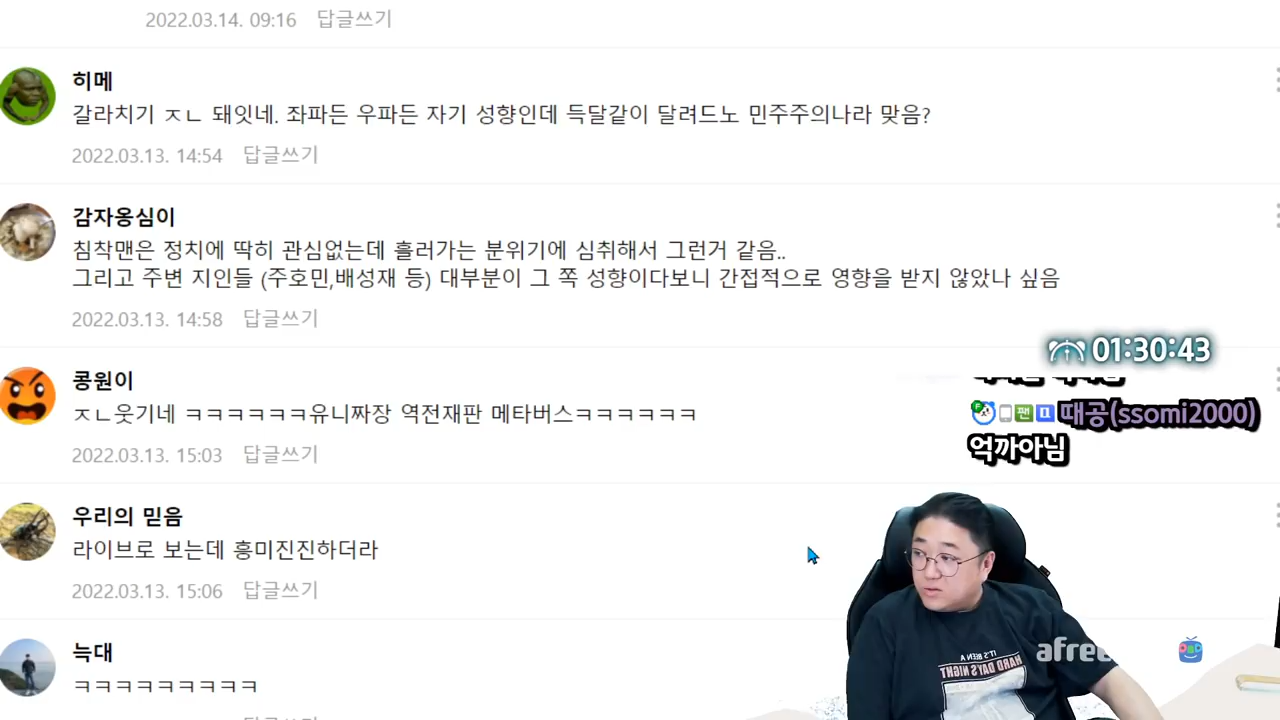 2022.03.14. 09:16 답글쓰기
히메
갈라치기 ㅈㄴ 돼잇네. 좌파든 우파든 자기 성향인데 득달같이 달려드노 민주주의나라 맞음?
2022.03.13. 14:54 답글쓰기
감자옹심이
침착맨은 정치에 딱히 관심없는데 흘러가는 분위기에 심취해서 그런거 같음..
그리고 주변 지인들 (주호민,배성재 등) 대부분이 그 쪽 성향이다보니 간접적으로 영향을 받지 않았나 싶음
2022.03.13. 14:58 답글쓰기
01:30:43
콩원이
ㅈㄴ웃기네 ㅋㅋㅋㅋㅋㅋ유니짜장 역전재판 메타버스ㅋㅋㅋㅋㅋㅋ
2022.03.13. 15:03 답글쓰기
팬 때공(ssomi2000)
억까아님
우리의 믿음
라이브로 보는데 흥미진진하더라
2022.03.13. 15:06 답글쓰기
IT'S BEEN A
HARD DAY'S NIGHT
afree
늑대
ㅋㅋㅋㅋㅋㅋㅋㅋㅋ